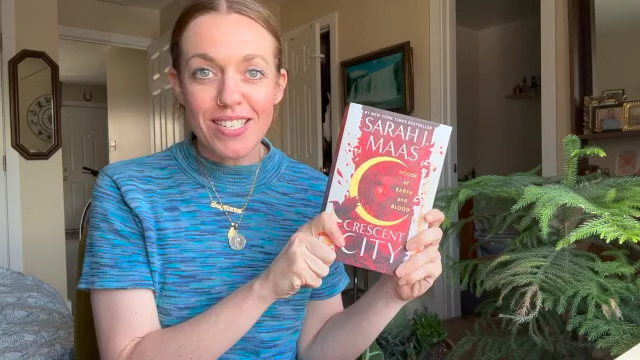 #1 NEW YORK TIMES BESTSELLER
SARAH J.
MAAS
HOUSE
OF
EARTH
and
BLOOD
CRESCENT
CITY